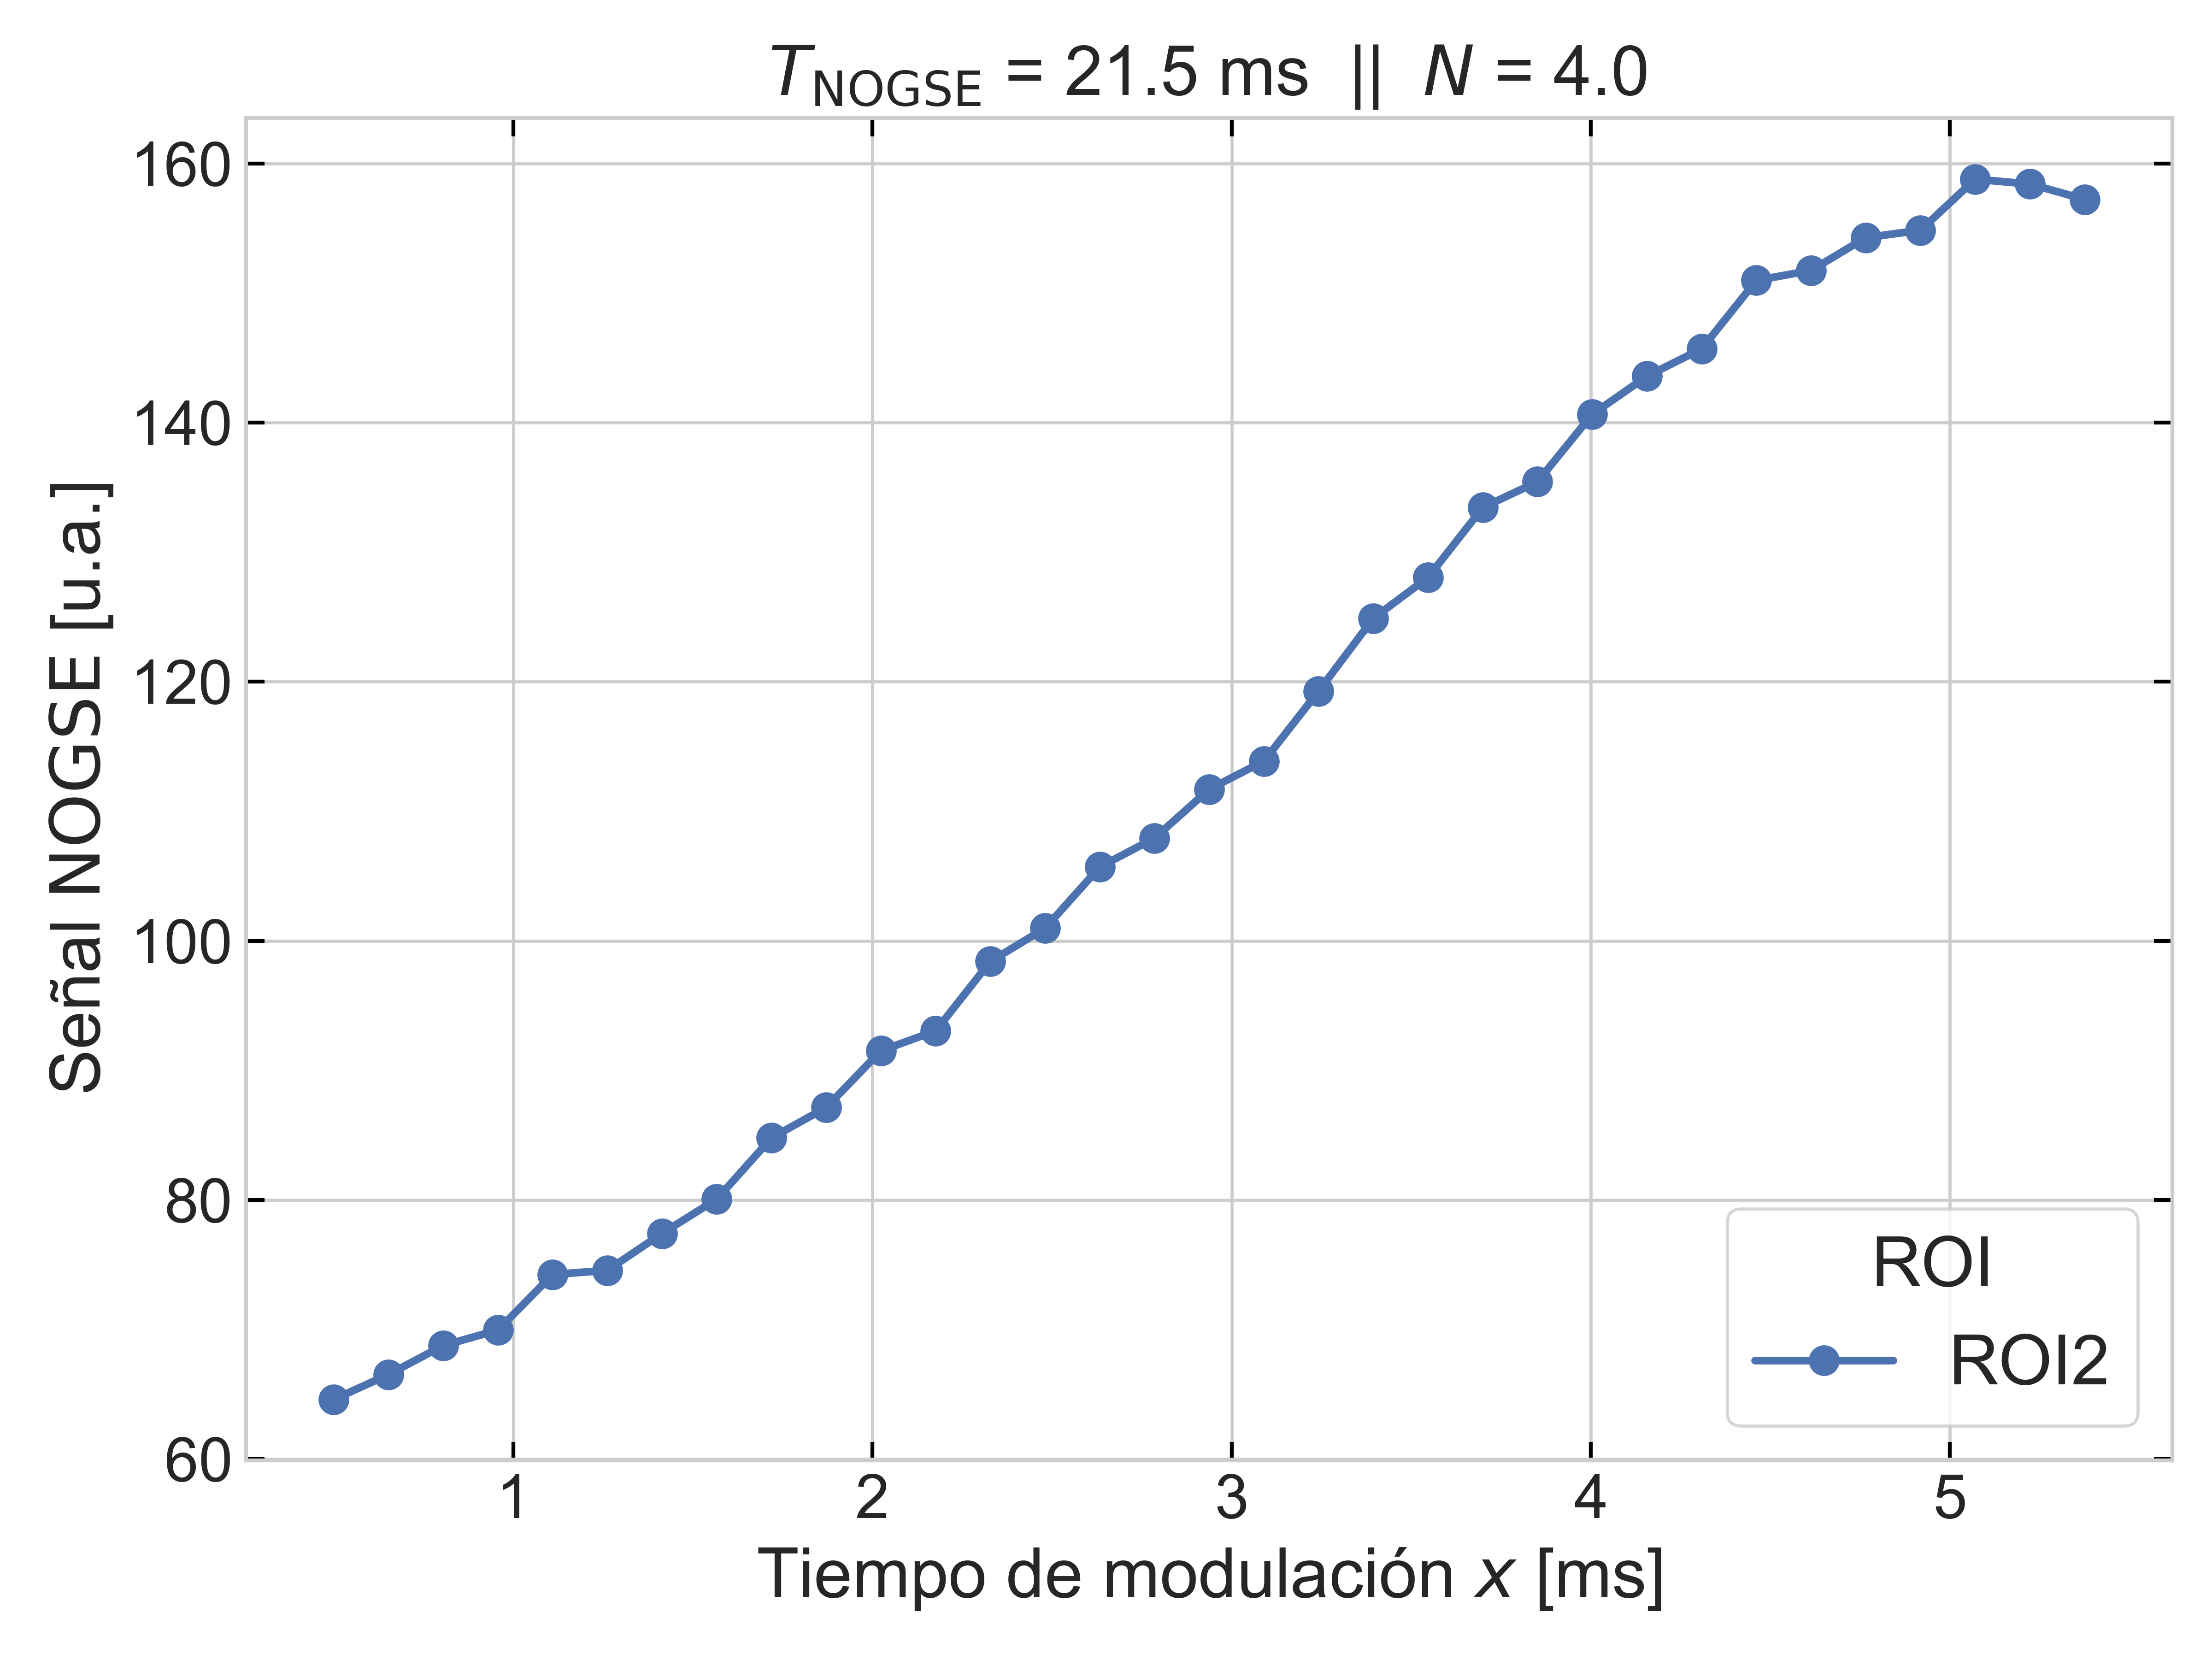 T_NOGSE = 21.5 ms || N = 4.0
Señal NOGSE [u.a.]
160
140
120
100
80
60
ROI
ROI2
1 2 3 4 5
Tiempo de modulación x [ms]